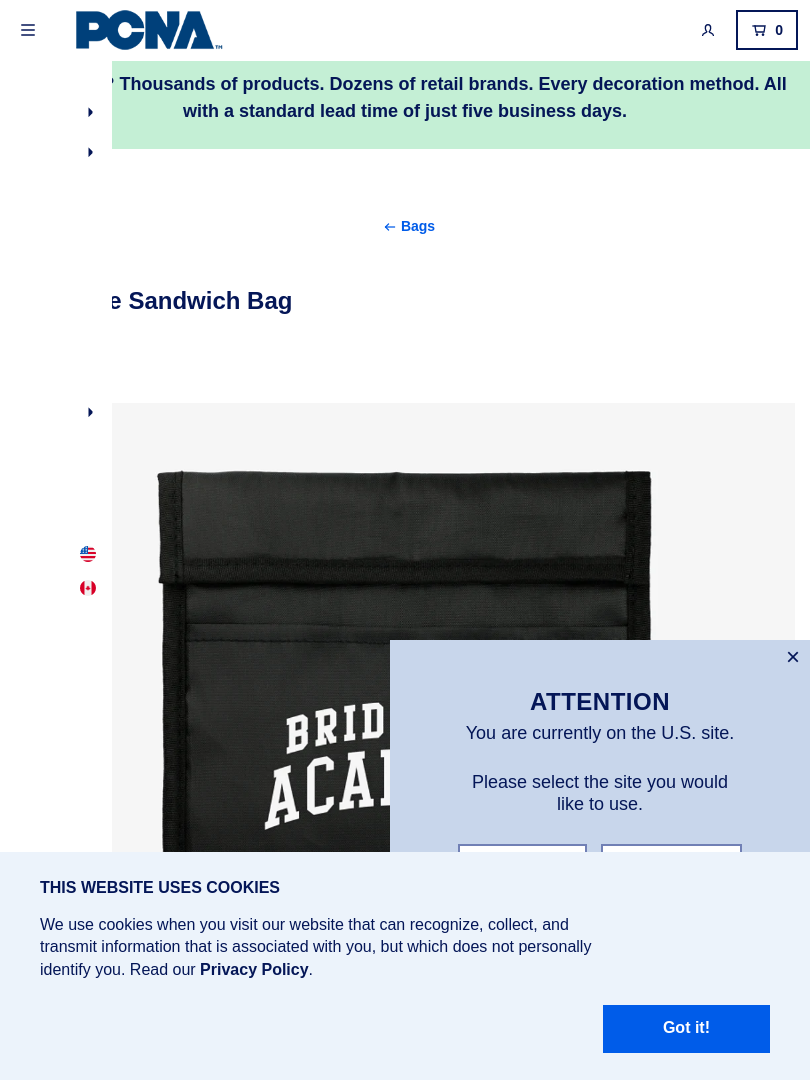 PCNA™
0
Thousands of products. Dozens of retail brands. Every decoration method. All
with a standard lead time of just five business days.
← Bags
e Sandwich Bag
BRID
ACA
×
ATTENTION
You are currently on the U.S. site.
Please select the site you would
like to use.
THIS WEBSITE USES COOKIES
We use cookies when you visit our website that can recognize, collect, and
transmit information that is associated with you, but which does not personally
identify you. Read our Privacy Policy.
Got it!